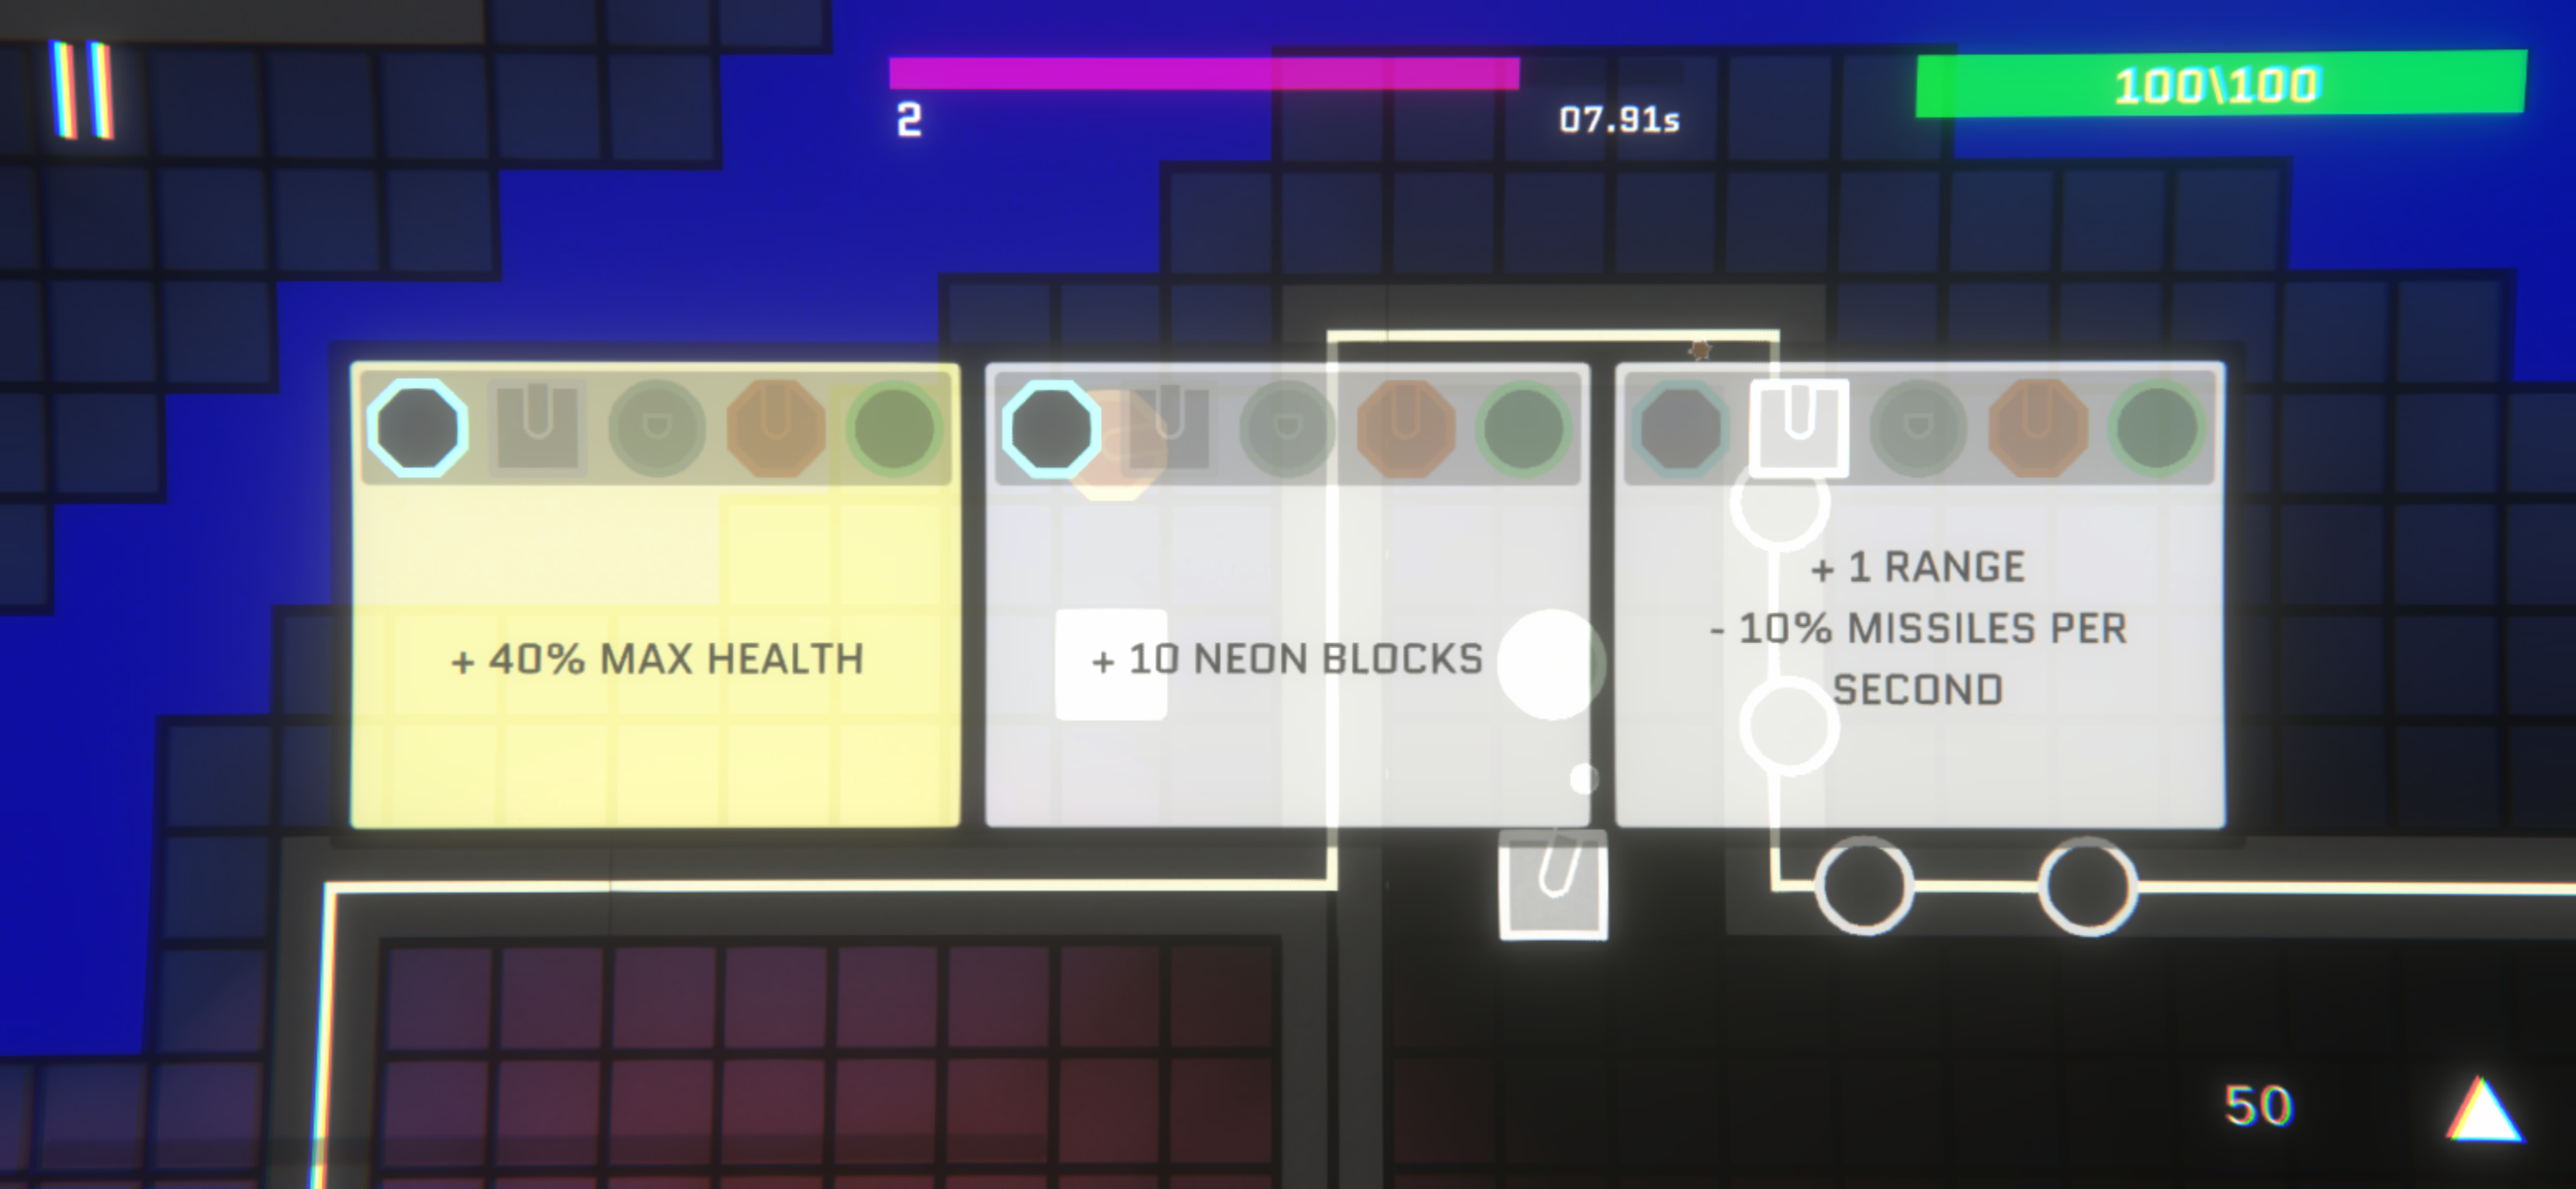 100\100
2
07.91s
+ 40% MAX HEALTH
+ 10 NEON BLOCKS
+ 1 RANGE
- 10% MISSILES PER
SECOND
50